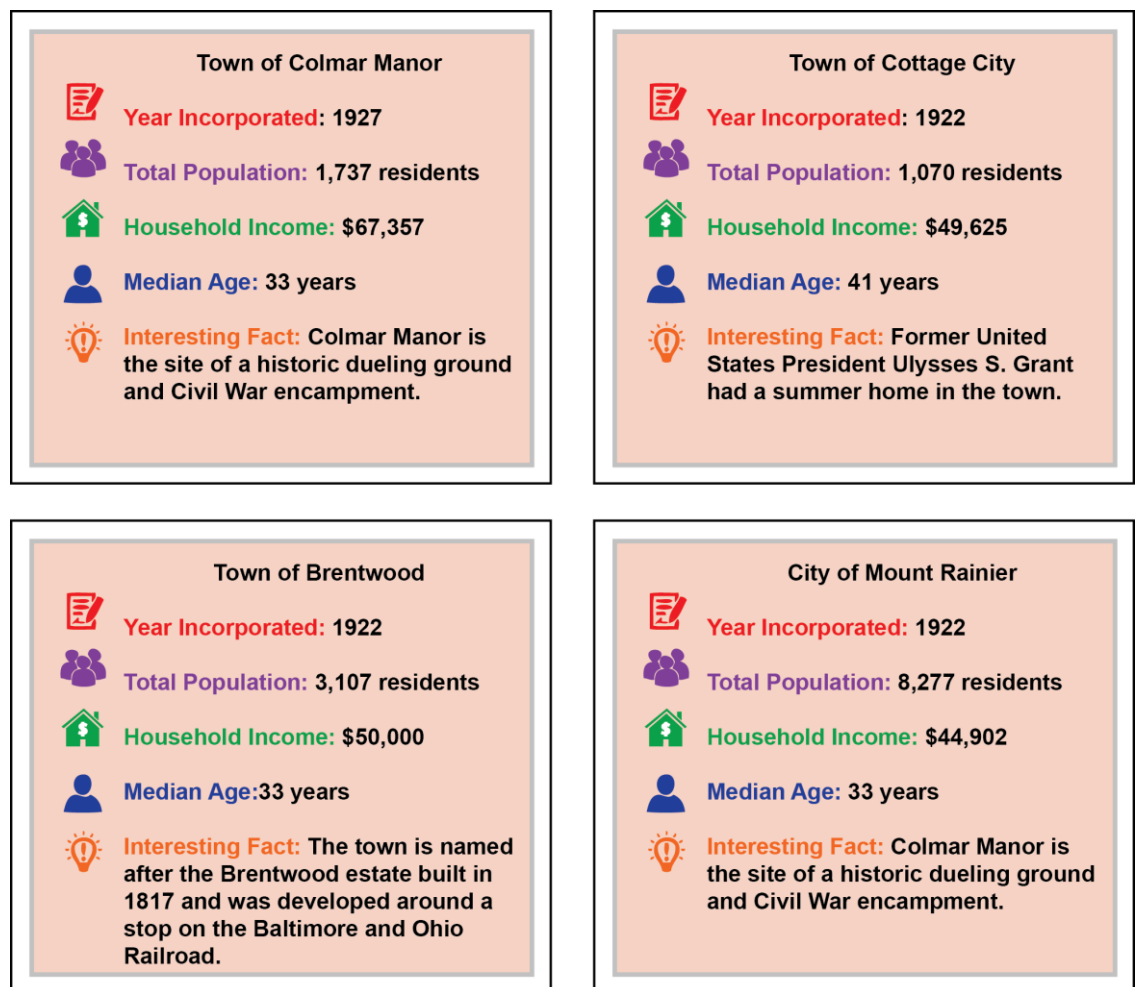 Town of Colmar Manor
Year Incorporated: 1927
Total Population: 1,737 residents
Household Income: $67,357
Median Age: 33 years
Interesting Fact: Colmar Manor is
the site of a historic dueling ground
and Civil War encampment.
Town of Cottage City
Year Incorporated: 1922
Total Population: 1,070 residents
Household Income: $49,625
Median Age: 41 years
Interesting Fact: Former United
States President Ulysses S. Grant
had a summer home in the town.
Town of Brentwood
Year Incorporated: 1922
Total Population: 3,107 residents
Household Income: $50,000
Median Age:33 years
Interesting Fact: The town is named
after the Brentwood estate built in
1817 and was developed around a
stop on the Baltimore and Ohio
Railroad.
City of Mount Rainier
Year Incorporated: 1922
Total Population: 8,277 residents
Household Income: $44,902
Median Age: 33 years
Interesting Fact: Colmar Manor is
the site of a historic dueling ground
and Civil War encampment.